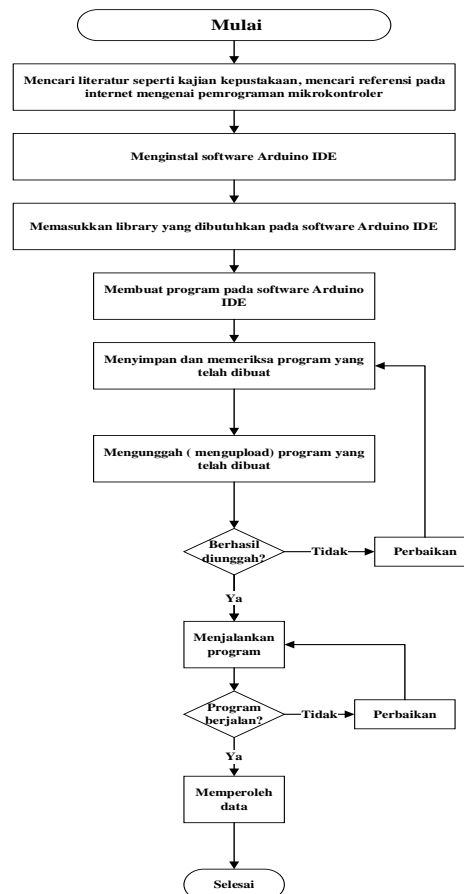 Mulai
Mencari literatur seperti kajian kepustakaan, mencari referensi pada
internet mengenai pemrograman mikrokontroler
Menginstal software Arduino IDE
Memasukkan library yang dibutuhkan pada software Arduino IDE
Membuat program pada software Arduino
IDE
Menyimpan dan memeriksa program yang
telah dibuat
Mengunggah ( mengupload) program yang
telah dibuat
Berhasil
diunggah?
Tidak
Perbaikan
Ya
Menjalankan
program
Program
berjalan?
Tidak
Perbaikan
Ya
Memperoleh
data
Selesai